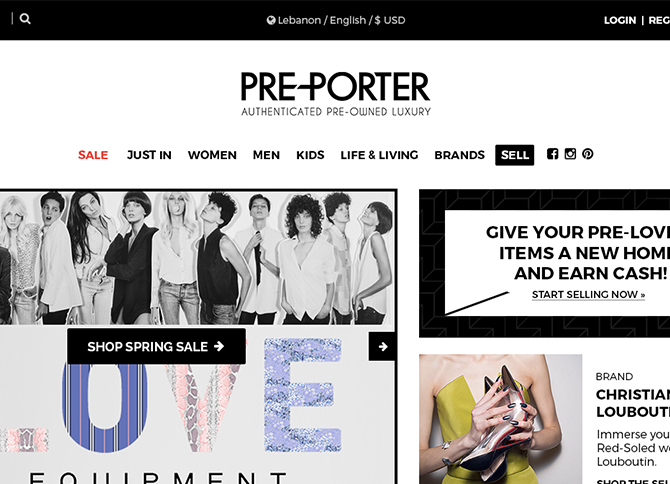 Lebanon / English / $ USD
LOGIN | REG
PRE-PORTER
AUTHENTICATED PRE-OWNED LUXURY
SALE JUST IN WOMEN MEN KIDS LIFE & LIVING BRANDS SELL
GIVE YOUR PRE-LOVE
ITEMS A NEW HOM
AND EARN CASH!
START SELLING NOW »
SHOP SPRING SALE
LOVE
EQUIPMENT
BRAND
CHRISTIAN
LOUBOUTIN
Immerse you
Red-Soled w
Louboutin.
SHOP THE SEL